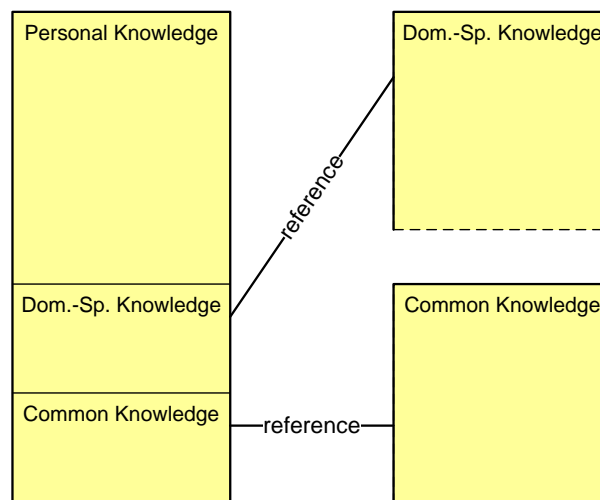 Personal Knowledge
Dom.-Sp. Knowledge
reference
Dom.-Sp. Knowledge
Common Knowledge
Common Knowledge
reference